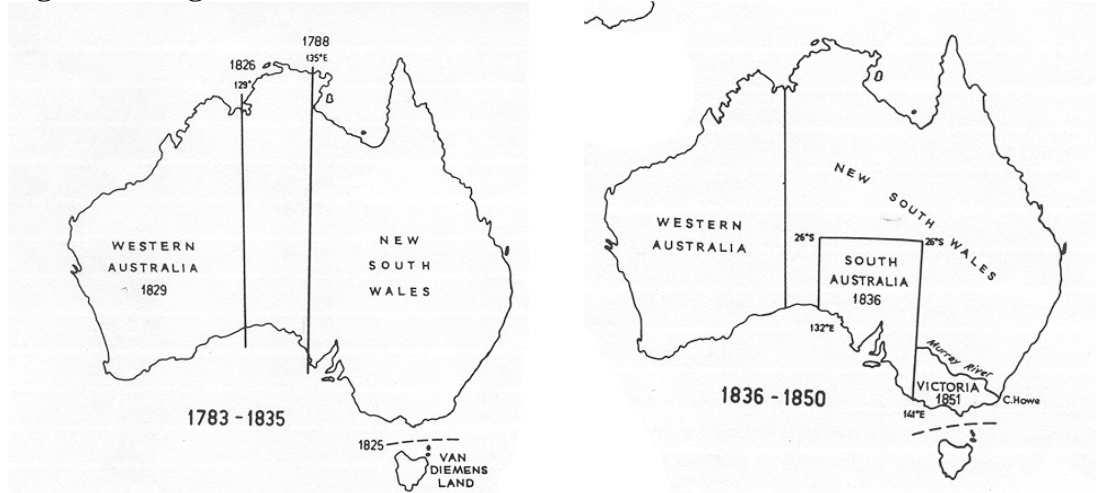 1788
135°E
1826
129°
WESTERN
AUSTRALIA
1829
NEW
SOUTH
WALES
1783 - 1835
1825
VAN
DIEMENS
LAND
NEW SOUTH WALES
WESTERN
AUSTRALIA
26°S
26°S
SOUTH
AUSTRALIA
1836
132°E
Murray River
VICTORIA
1851
C.Howe
141°E
1836 - 1850